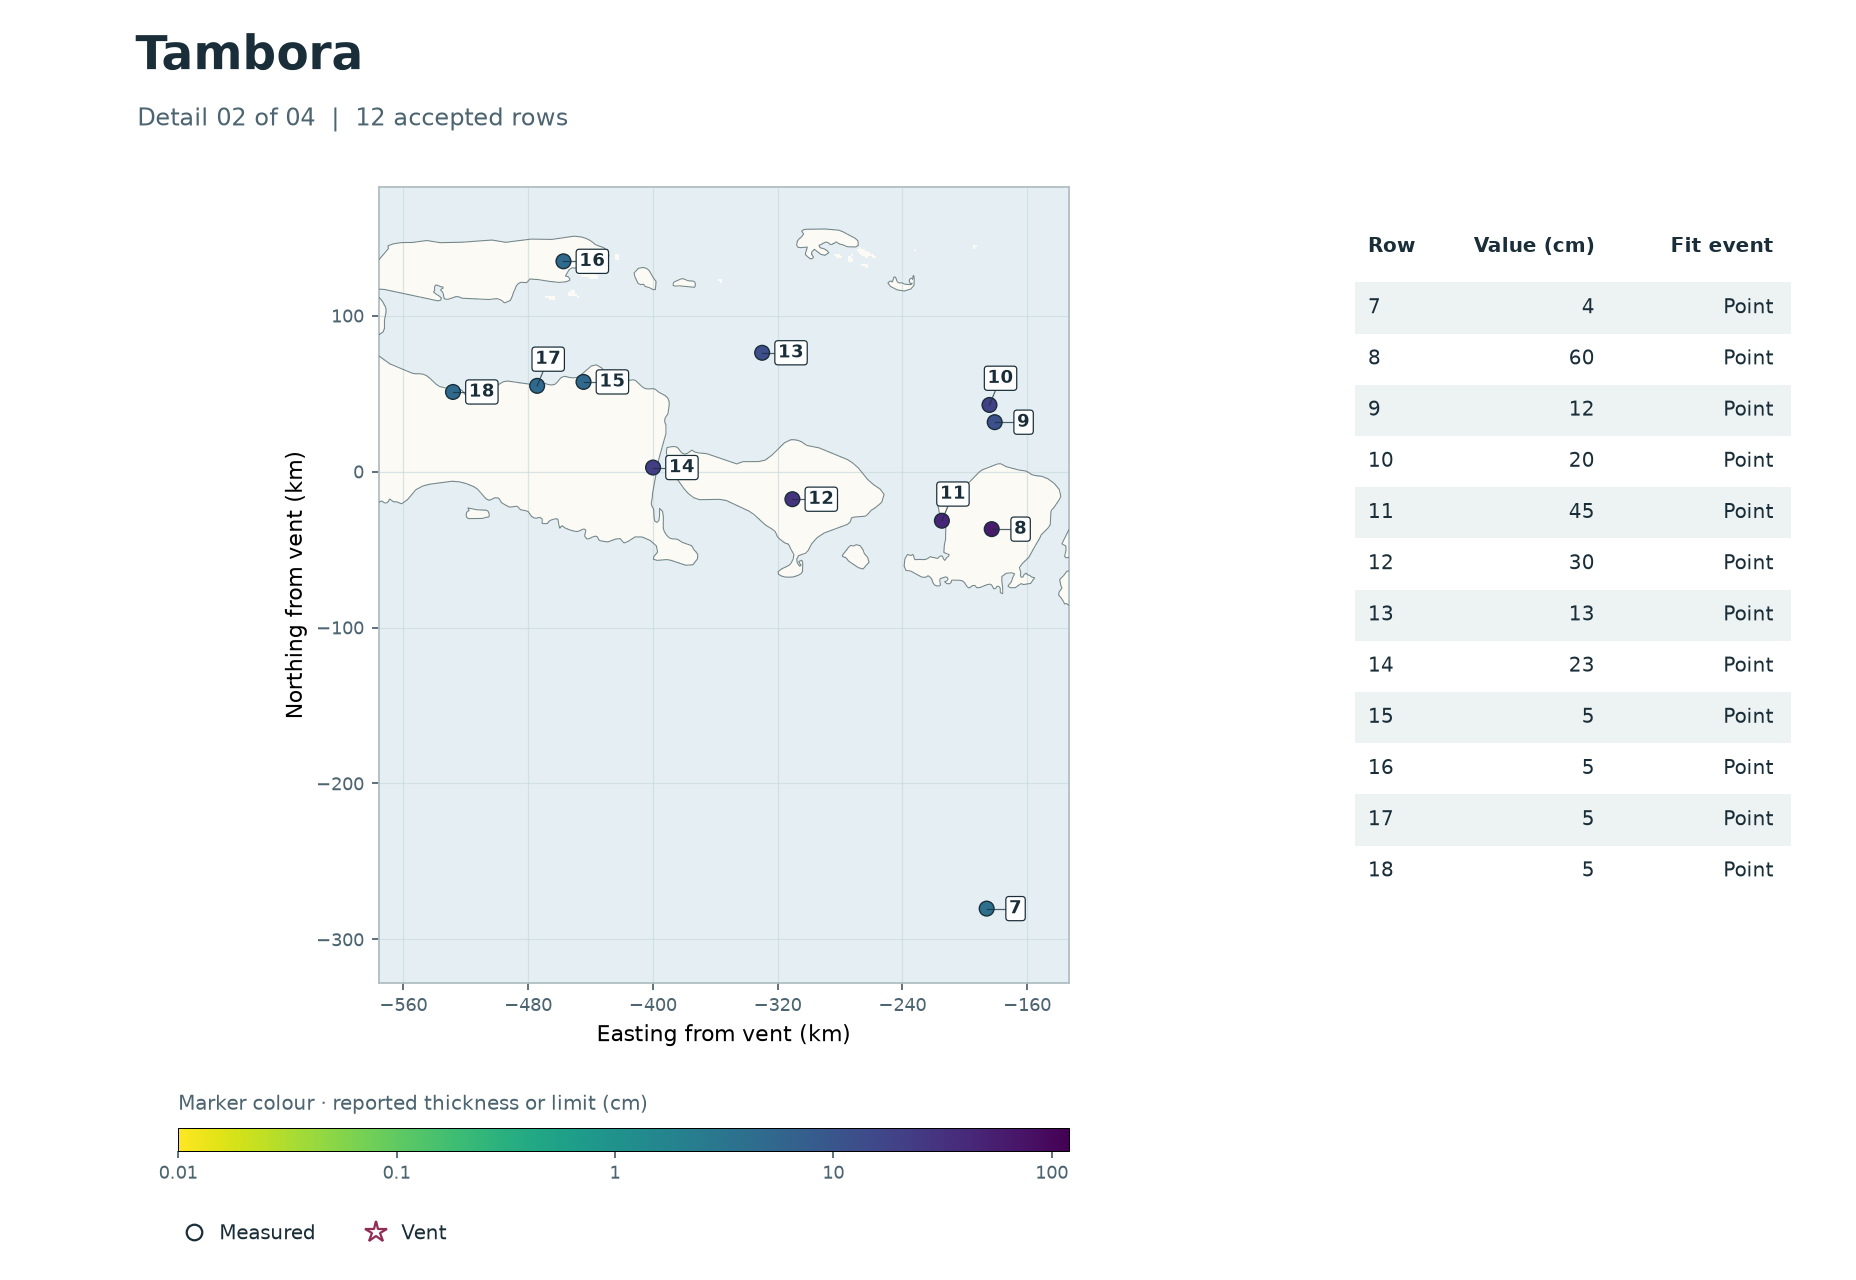 Tambora
Detail 02 of 04 | 12 accepted rows
Row Value (cm) Fit event
7 4 Point
8 60 Point
9 12 Point
10 20 Point
11 45 Point
12 30 Point
13 13 Point
14 23 Point
15 5 Point
16 5 Point
17 5 Point
18 5 Point
16
13
17
15
18
10
9
14
12
11
8
7
100
0
−100
−200
−300
Northing from vent (km)
−560 −480 −400 −320 −240 −160
Easting from vent (km)
Marker colour · reported thickness or limit (cm)
0.01 0.1 1 10 100
Measured Vent